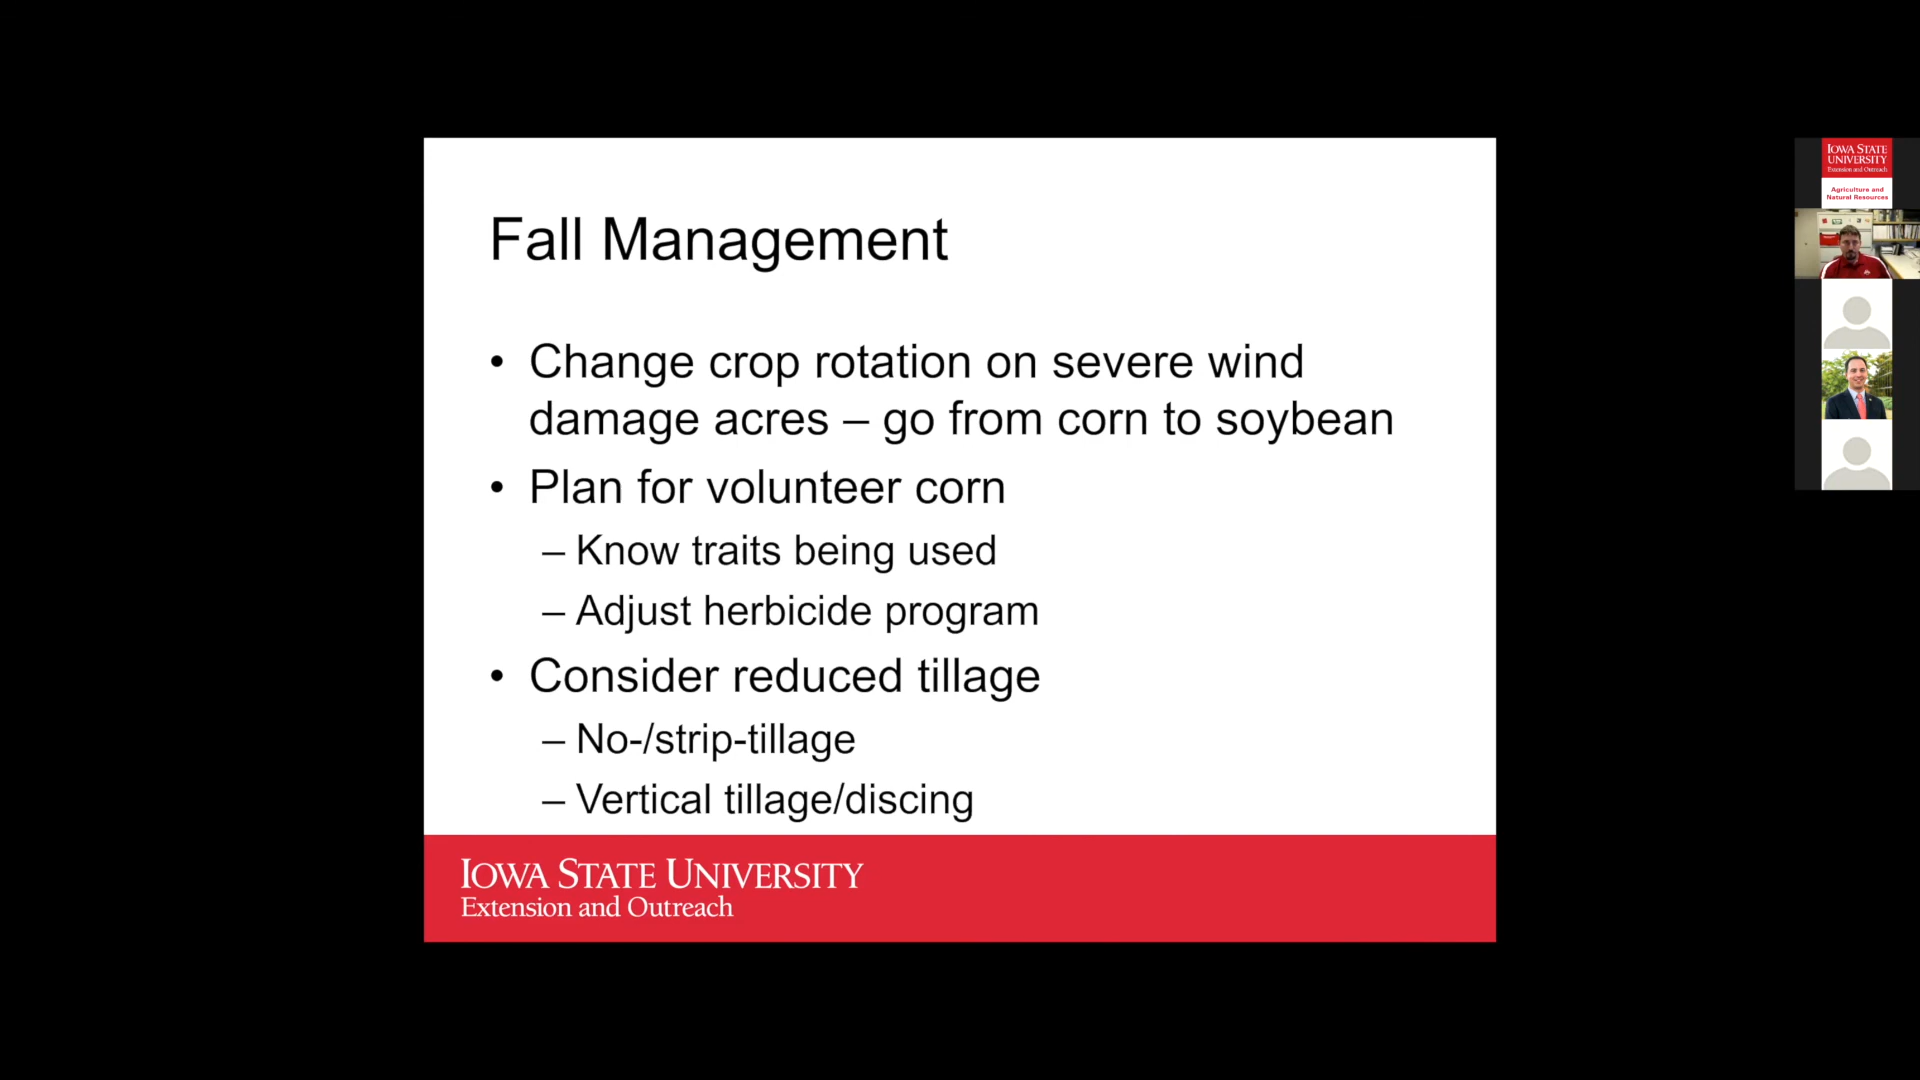 Fall Management
• Change crop rotation on severe wind
damage acres – go from corn to soybean
• Plan for volunteer corn
– Know traits being used
– Adjust herbicide program
• Consider reduced tillage
– No-/strip-tillage
– Vertical tillage/discing
IOWA STATE UNIVERSITY
Extension and Outreach
IOWA STATE
UNIVERSITY
Extension and Outreach
Agriculture and
Natural Resources